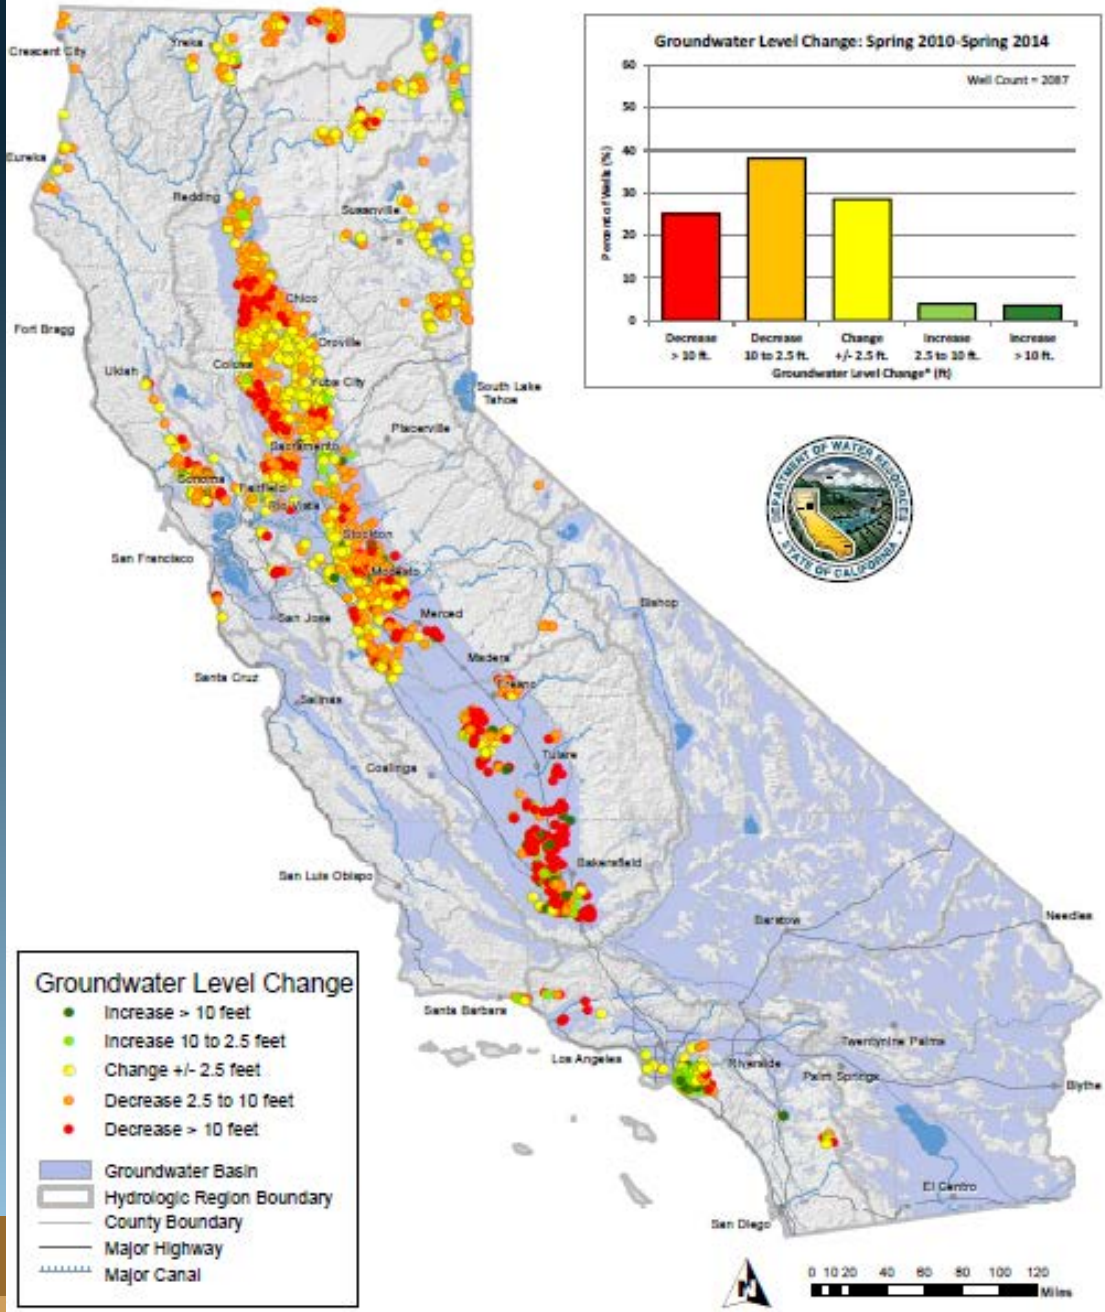 Groundwater Level Change: Spring 2010-Spring 2014
Well Count = 2087
Percent of Wells (%)
60
50
40
30
20
10
0
Decrease
> 10 ft.
Decrease
10 to 2.5 ft.
Change
+/- 2.5 ft.
Increase
2.5 to 10 ft.
Increase
> 10 ft.
Groundwater Level Change* (ft)
DEPARTMENT OF WATER RESOURCES
STATE OF CALIFORNIA
Crescent City
Yreka
Eureka
Redding
Susanville
Chico
Fort Bragg
Oroville
Colusa
Ukiah
Yuba City
South Lake
Tahoe
Placerville
Sacramento
Sonoma
Fairfield
Rio Vista
Stockton
San Francisco
Modesto
Bishop
Merced
San Jose
Madera
Santa Cruz
Fresno
Salinas
Tulare
Coalinga
Bakersfield
San Luis Obispo
Barstow
Needles
Santa Barbara
Twentynine Palms
Los Angeles
Riverside
Palm Springs
Blythe
El Centro
San Diego
Groundwater Level Change
Increase > 10 feet
Increase 10 to 2.5 feet
Change +/- 2.5 feet
Decrease 2.5 to 10 feet
Decrease > 10 feet
Groundwater Basin
Hydrologic Region Boundary
County Boundary
Major Highway
Major Canal
N
0 10 20 40 60 80 100 120
Miles